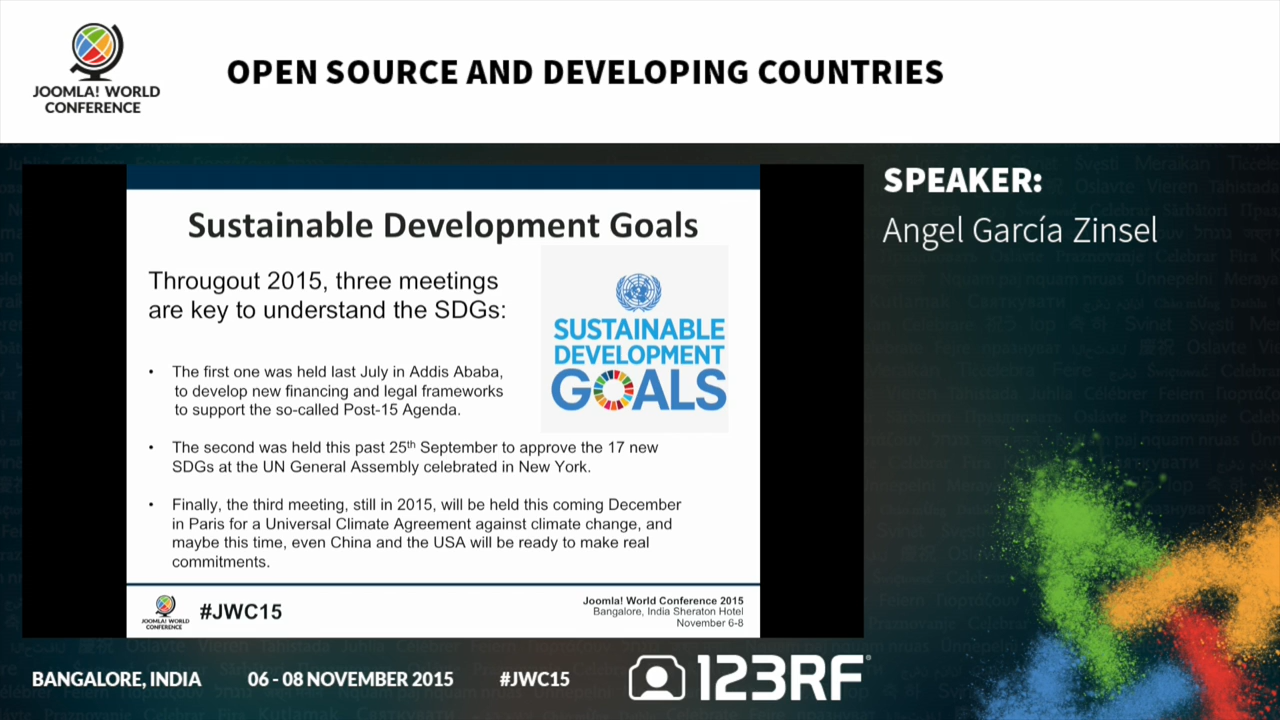 JOOMLA! WORLD
CONFERENCE
OPEN SOURCE AND DEVELOPING COUNTRIES
SPEAKER:
Angel García Zinsel
Sustainable Development Goals
Througout 2015, three meetings
are key to understand the SDGs:
• The first one was held last July in Addis Ababa,
to develop new financing and legal frameworks
to support the so-called Post-15 Agenda.
SUSTAINABLE
DEVELOPMENT
GOALS
• The second was held this past 25th September to approve the 17 new
SDGs at the UN General Assembly celebrated in New York.
• Finally, the third meeting, still in 2015, will be held this coming December
in Paris for a Universal Climate Agreement against climate change, and
maybe this time, even China and the USA will be ready to make real
commitments.
JOOMLA! WORLD
CONFERENCE
#JWC15
Joomla! World Conference 2015
Bangalore, India Sheraton Hotel
November 6-8
BANGALORE, INDIA 06 - 08 NOVEMBER 2015 #JWC15 123RF®